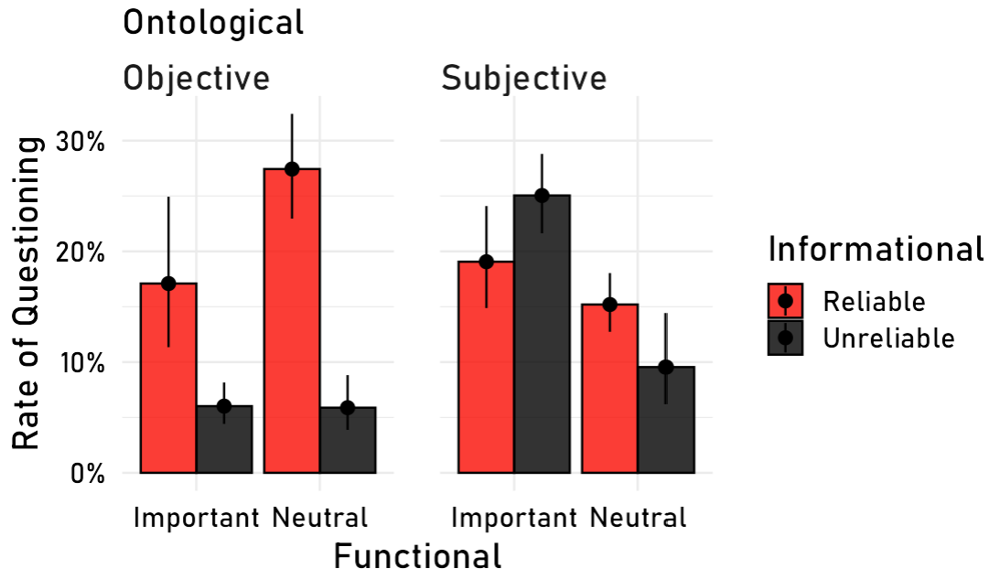 Ontological
Objective Subjective
Rate of Questioning
30%
20%
10%
0%
Important Neutral Important Neutral
Functional
Informational
Reliable
Unreliable